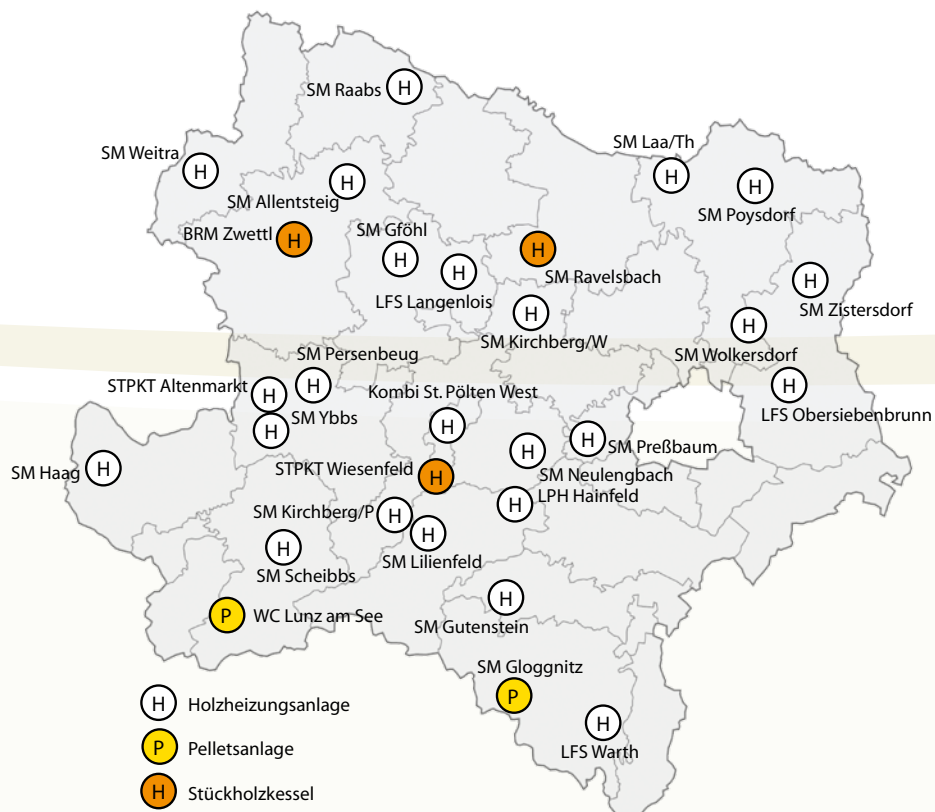 SM Raabs H
SM Laa/Th
SM Weitra H
H
H
H
SM Allentsteig
SM Poysdorf
BRM Zwettl H
SM Gföhl
H
H
H
SM Ravelsbach
H
LFS Langenlois
SM Zistersdorf
H
SM Kirchberg/W
H
SM Wolkersdorf
SM Persenbeug
H
STPKT Altenmarkt H
H
Kombi St. Pölten West
LFS Obersiebenbrunn
SM Ybbs
H
H
H
SM Preßbaum
H
SM Haag H
STPKT Wiesenfeld H
SM Neulengbach
LPH Hainfeld
H
SM Kirchberg/P H
H
SM Lilienfeld
H
SM Scheibbs
P WC Lunz am See
H
SM Gutenstein
SM Gloggnitz
P
H
LFS Warth
H Holzheizungsanlage
P Pelletsanlage
H Stückholzkessel